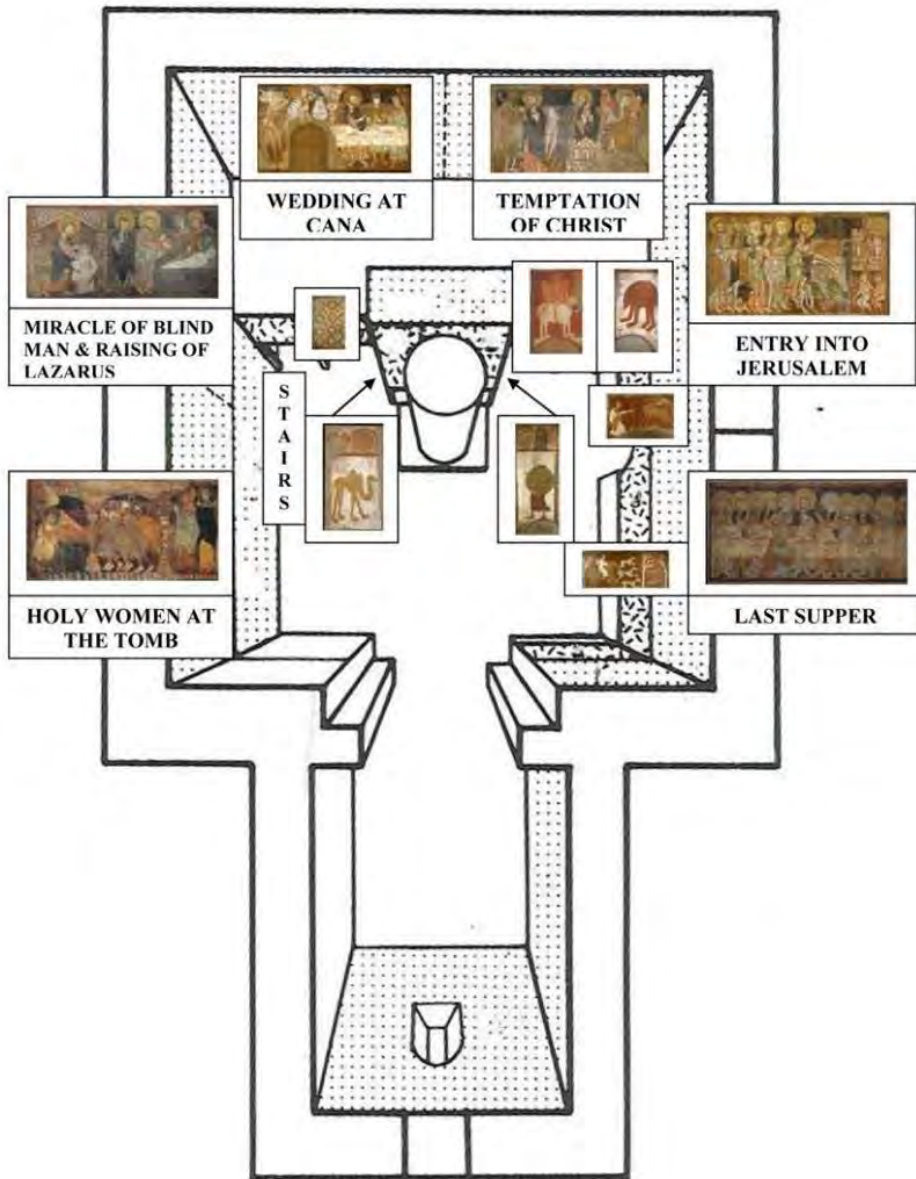 WEDDING AT
CANA
TEMPTATION
OF CHRIST
MIRACLE OF BLIND
MAN & RAISING OF
LAZARUS
ENTRY INTO
JERUSALEM
S
T
A
I
R
S
HOLY WOMEN AT
THE TOMB
LAST SUPPER